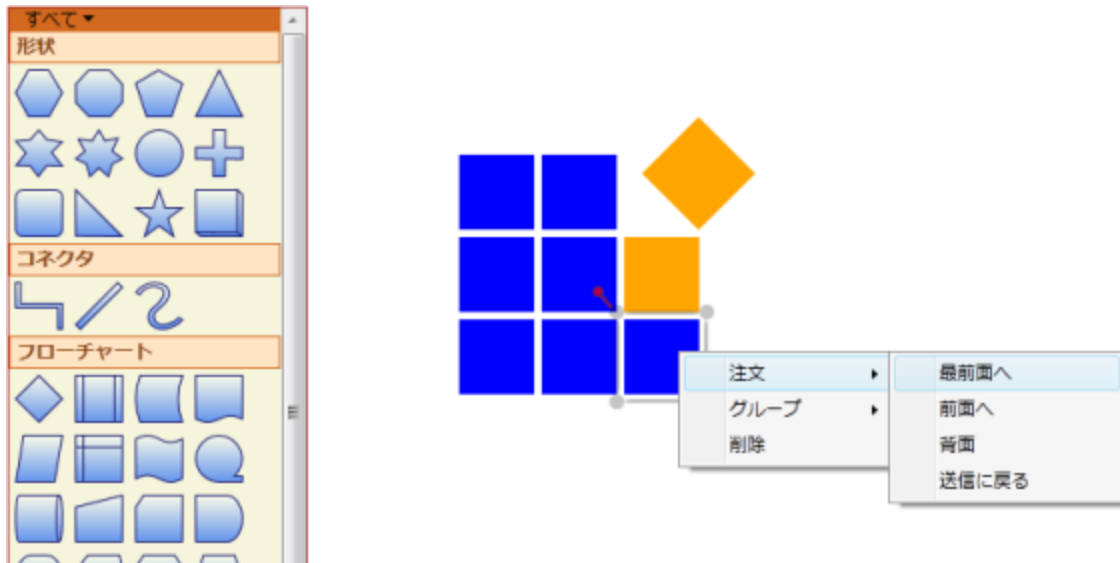 すべて
形状
コネクタ
フローチャート
注文
グループ
削除
最前面へ
前面へ
背面
送信に戻る